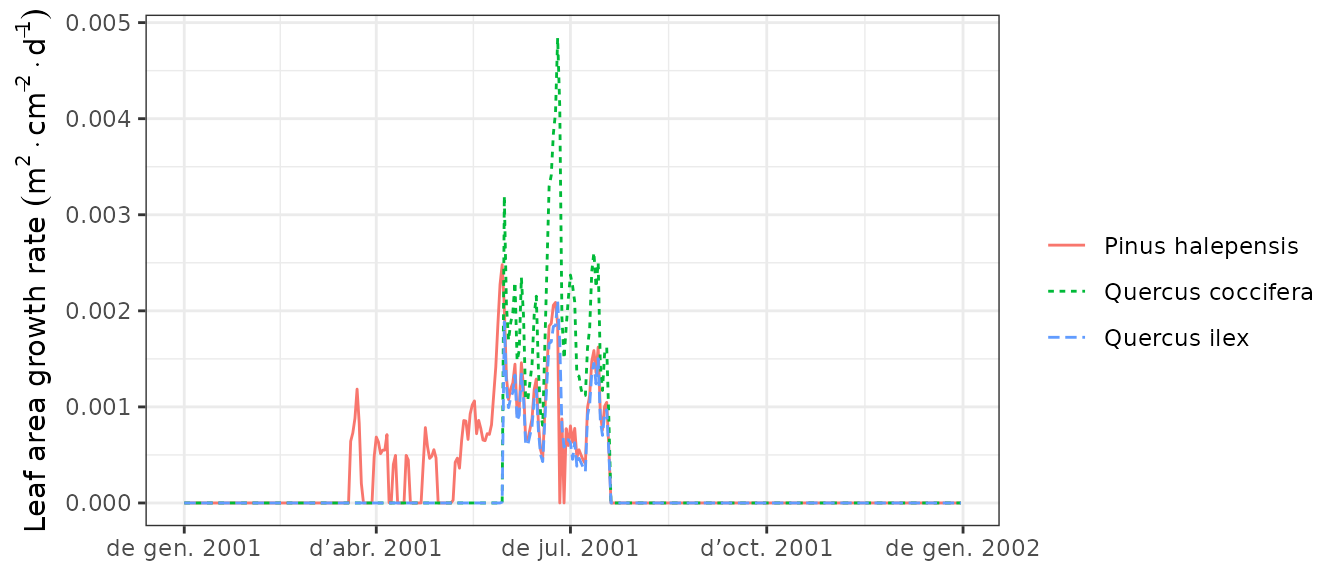 Leaf area growth rate (m² · cm⁻² · d⁻¹)
0.005
0.004
0.003
0.002
0.001
0.000
de gen. 2001
d’abr. 2001
de jul. 2001
d’oct. 2001
de gen. 2002
Pinus halepensis
Quercus coccifera
Quercus ilex